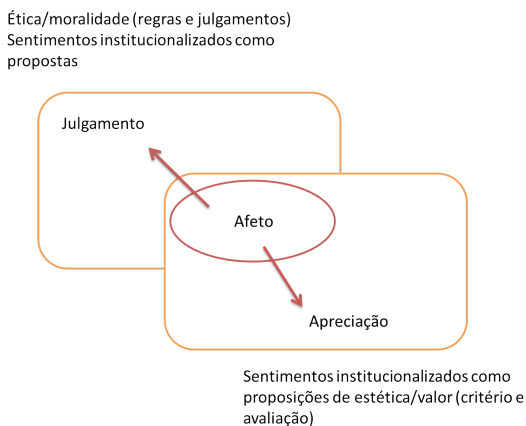 Ética/moralidade (regras e julgamentos)
Sentimentos institucionalizados como
propostas
Julgamento
Afeto
Apreciação
Sentimentos institucionalizados como
proposições de estética/valor (critério e
avaliação)